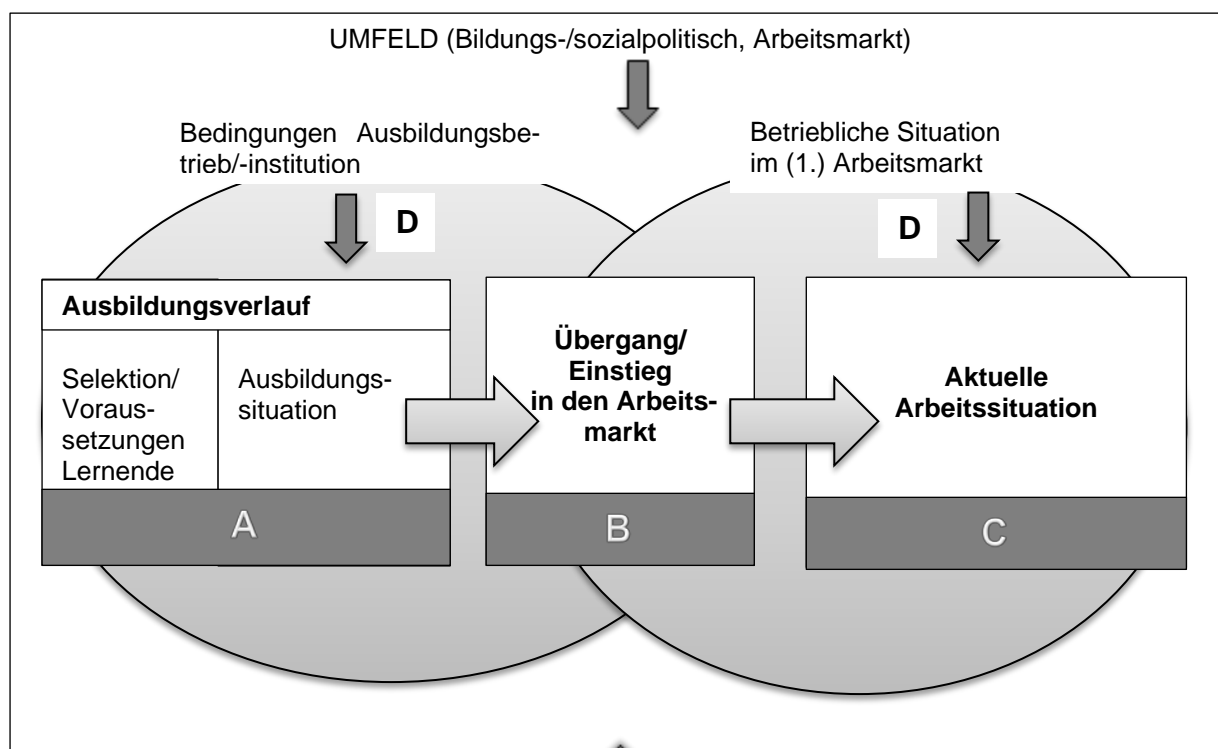 UMFELD (Bildungs-/sozialpolitisch, Arbeitsmarkt)
Bedingungen Ausbildungsbe-
trieb/-institution
Betriebliche Situation
im (1.) Arbeitsmarkt
D
D
Ausbildungsverlauf
Selektion/
Voraus-
setzungen
Lernende
Ausbildungs-
situation
Übergang/
Einstieg
in den Arbeits-
markt
Aktuelle
Arbeitssituation
A
B
C